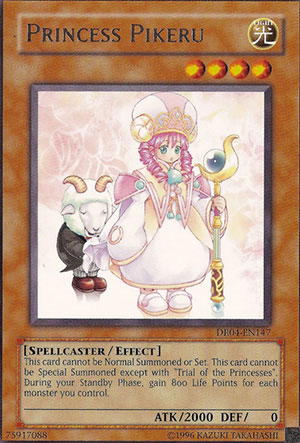 PRINCESS PIKERU
LIGHT
光
DR04-EN147
[SPELLCASTER / EFFECT]
This card cannot be Normal Summoned or Set. This card cannot
be Special Summoned except with "Trial of the Princesses".
During your Standby Phase, gain 800 Life Points for each
monster you control.
ATK/2000 DEF/ 0
75917088 ©1996 KAZUKI TAKAHASHI